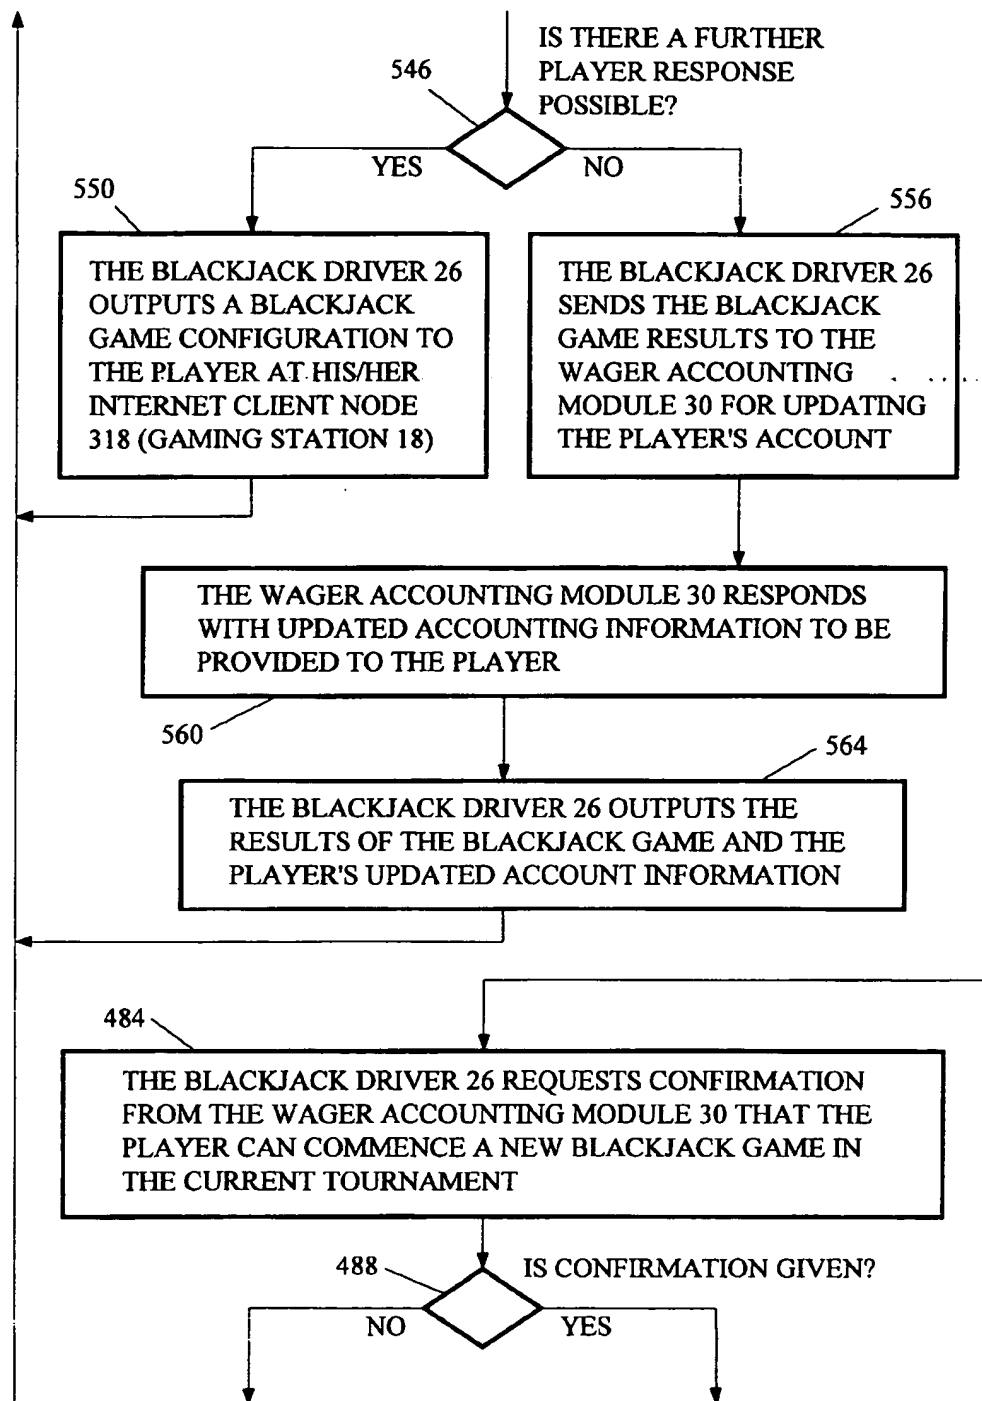 IS THERE A FURTHER
PLAYER RESPONSE
POSSIBLE?
546
YES
NO
550
556
THE BLACKJACK DRIVER 26
OUTPUTS A BLACKJACK
GAME CONFIGURATION TO
THE PLAYER AT HIS/HER
INTERNET CLIENT NODE
318 (GAMING STATION 18)
THE BLACKJACK DRIVER 26
SENDS THE BLACKJACK
GAME RESULTS TO THE
WAGER ACCOUNTING
MODULE 30 FOR UPDATING
THE PLAYER'S ACCOUNT
THE WAGER ACCOUNTING MODULE 30 RESPONDS
WITH UPDATED ACCOUNTING INFORMATION TO BE
PROVIDED TO THE PLAYER
560
564
THE BLACKJACK DRIVER 26 OUTPUTS THE
RESULTS OF THE BLACKJACK GAME AND THE
PLAYER'S UPDATED ACCOUNT INFORMATION
484
THE BLACKJACK DRIVER 26 REQUESTS CONFIRMATION
FROM THE WAGER ACCOUNTING MODULE 30 THAT THE
PLAYER CAN COMMENCE A NEW BLACKJACK GAME IN
THE CURRENT TOURNAMENT
488
IS CONFIRMATION GIVEN?
NO
YES